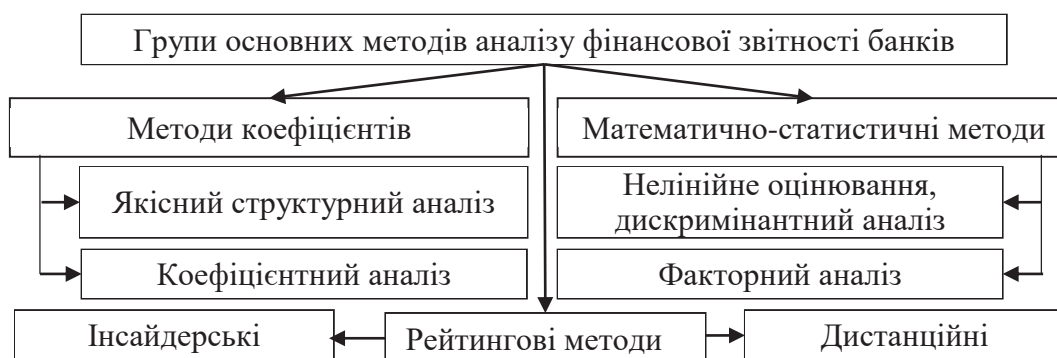 Групи основних методів аналізу фінансової звітності банків
Методи коефіцієнтів
Математично-статистичні методи
Якісний структурний аналіз
Нелінійне оцінювання,
дискримінантний аналіз
Коефіцієнтний аналіз
Факторний аналіз
Інсайдерські
Рейтингові методи
Дистанційні